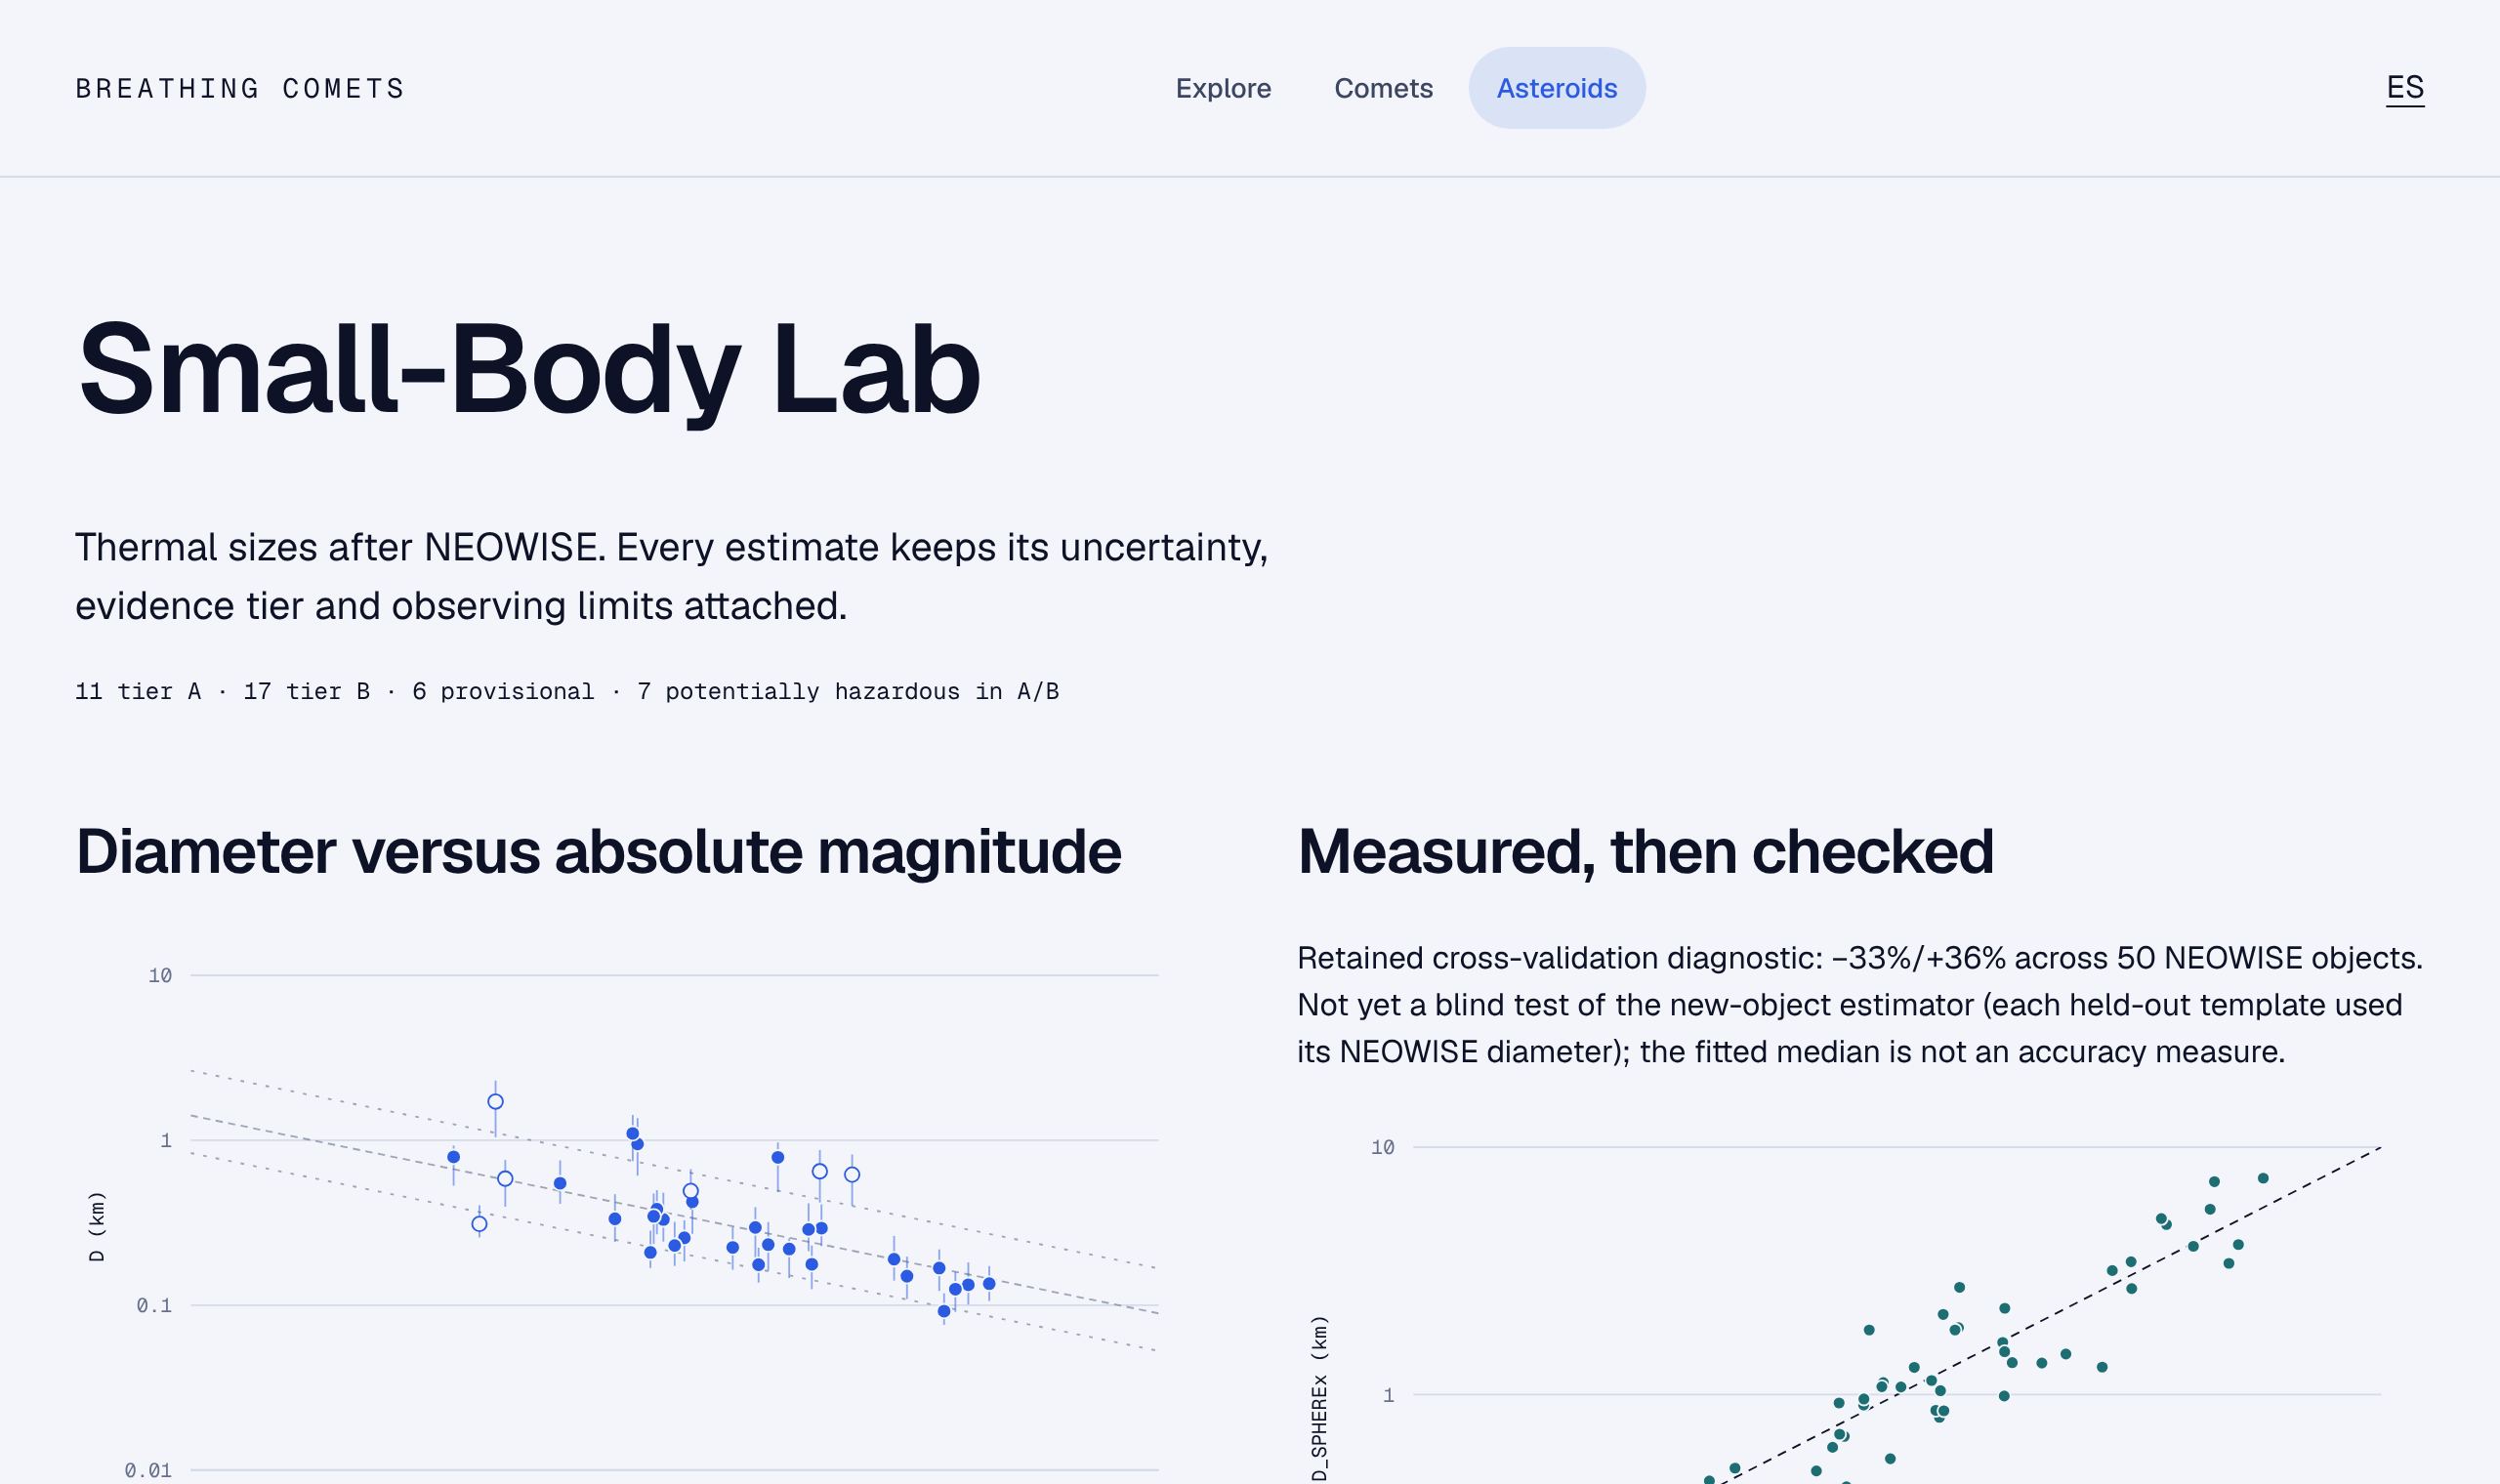 BREATHING COMETS
Explore
Comets
Asteroids
ES
Small-Body Lab
Thermal sizes after NEOWISE. Every estimate keeps its uncertainty,
evidence tier and observing limits attached.
11 tier A · 17 tier B · 6 provisional · 7 potentially hazardous in A/B
Diameter versus absolute magnitude
10
1
0.1
0.01
D (km)
Measured, then checked
Retained cross-validation diagnostic: −33%/+36% across 50 NEOWISE objects.
Not yet a blind test of the new-object estimator (each held-out template used
its NEOWISE diameter); the fitted median is not an accuracy measure.
10
1
D_SPHEREx (km)